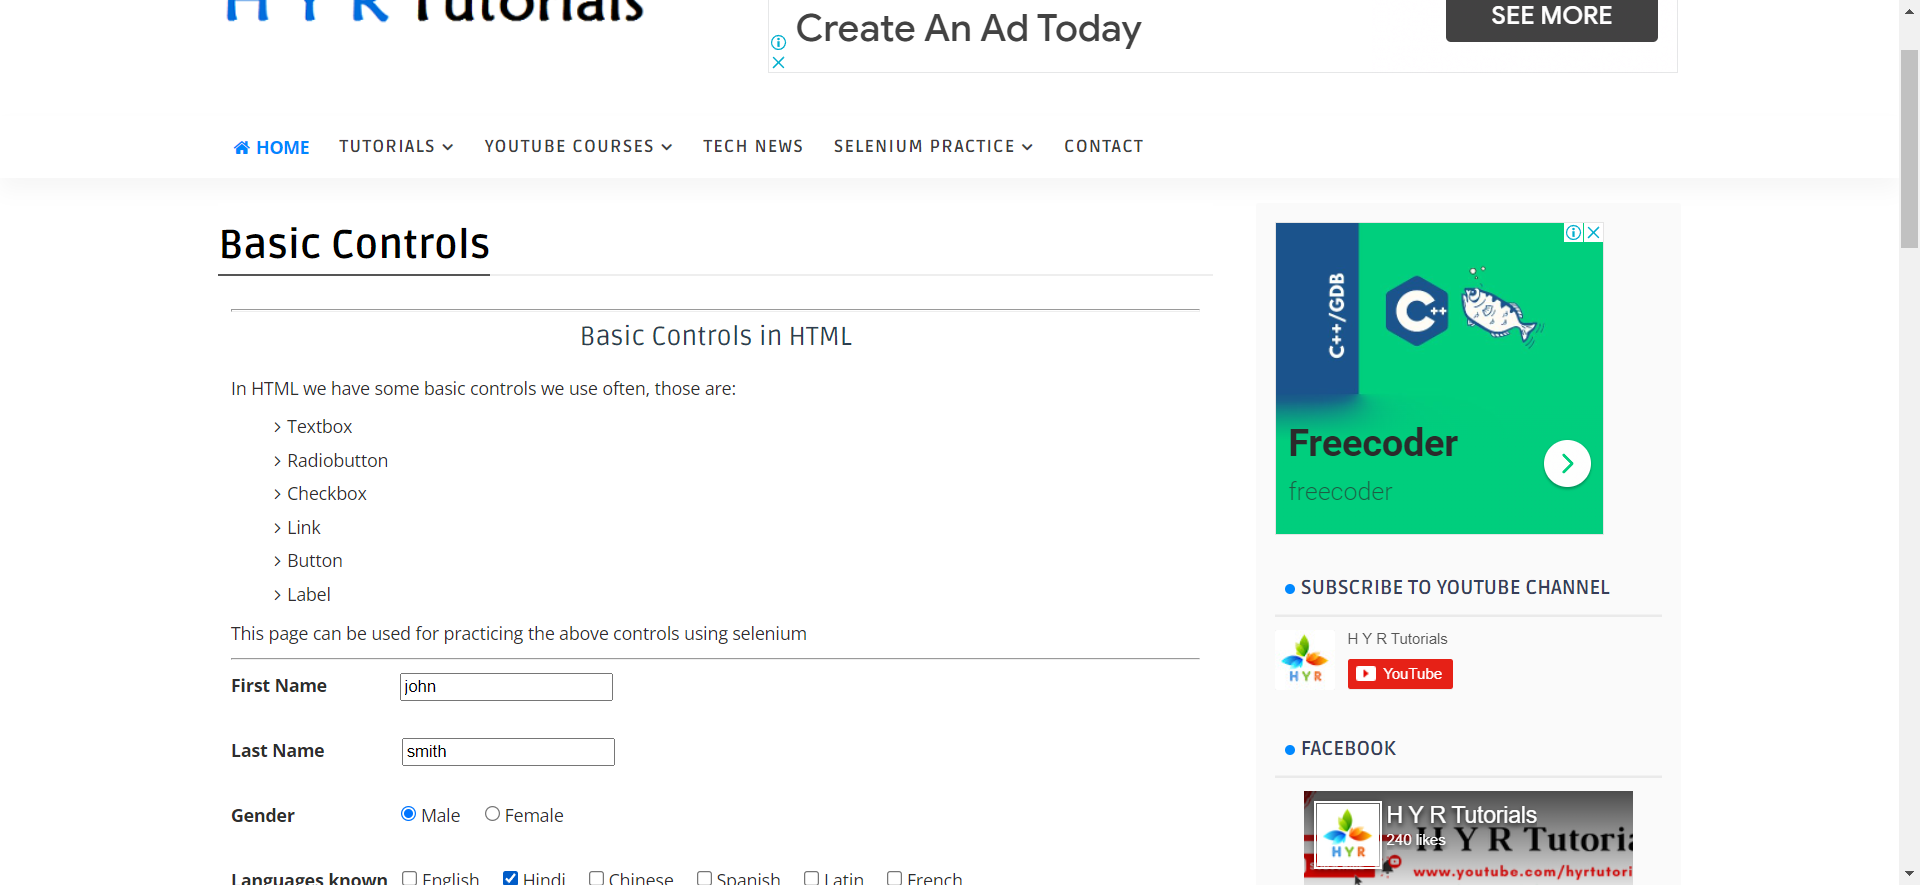 H Y R Tutorials
Create An Ad Today
SEE MORE
HOME TUTORIALS YOUTUBE COURSES TECH NEWS SELENIUM PRACTICE CONTACT
Basic Controls
Basic Controls in HTML
In HTML we have some basic controls we use often, those are:
Textbox
Radiobutton
Checkbox
Link
Button
Label
This page can be used for practicing the above controls using selenium
First Name john
Last Name smith
Gender Male Female
Languages known English Hindi Chinese Spanish Latin French
C++/GDB
C++
Freecoder
freecoder
SUBSCRIBE TO YOUTUBE CHANNEL
H Y R Tutorials
HYR
YouTube
FACEBOOK
H Y R Tutorials
240 likes
HYR
H Y R Tutoria
www.youtube.com/hyrtutori